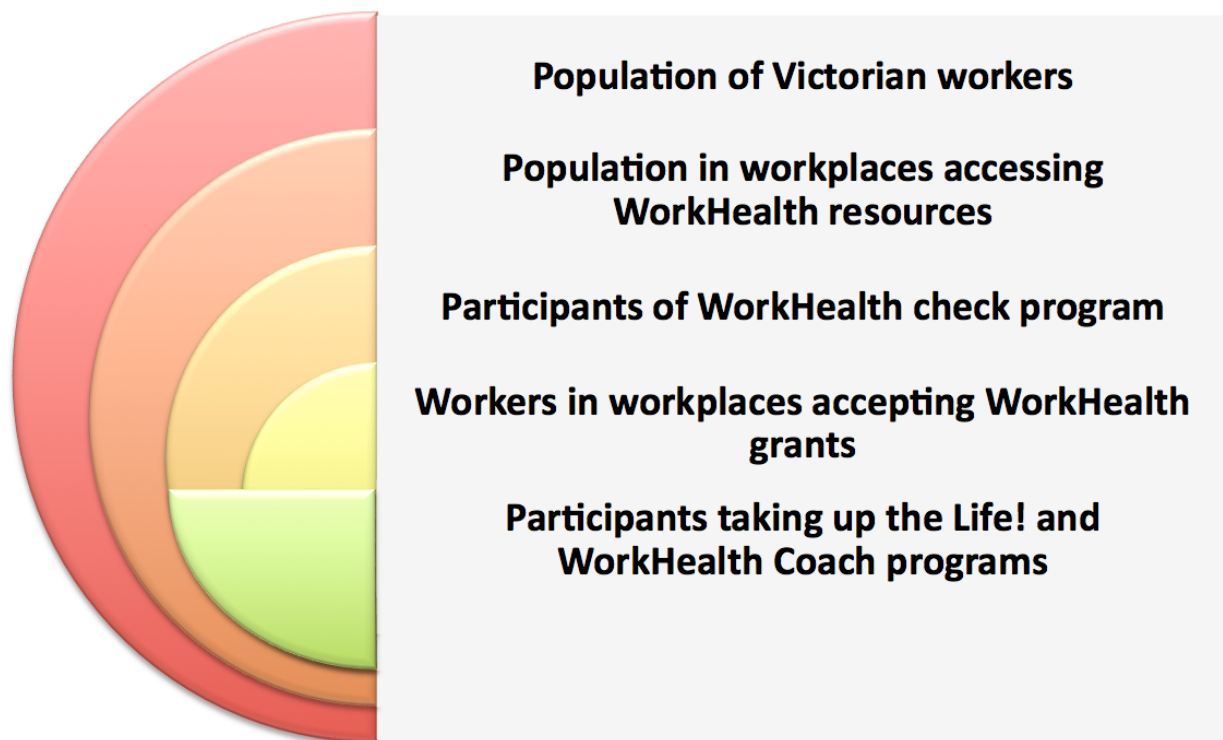 Population of Victorian workers
Population in workplaces accessing
WorkHealth resources
Participants of WorkHealth check program
Workers in workplaces accepting WorkHealth
grants
Participants taking up the Life! and
WorkHealth Coach programs